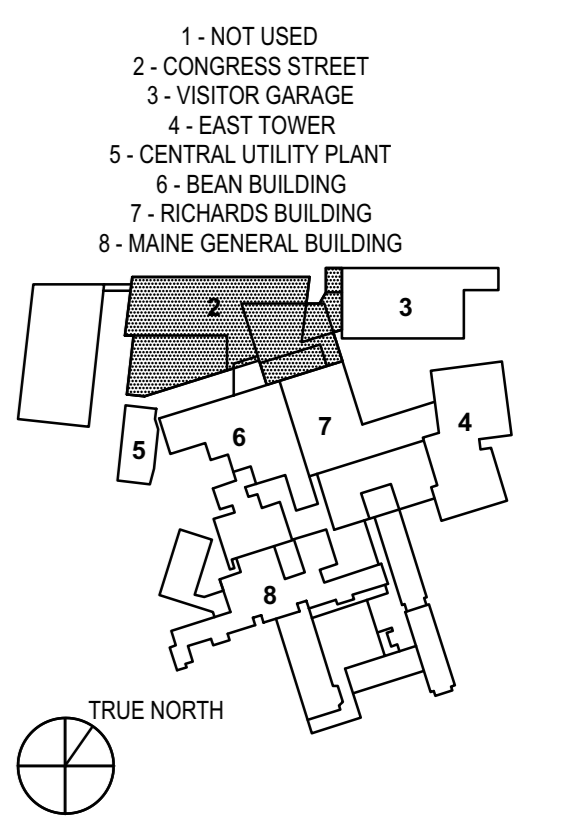 1 - NOT USED
2 - CONGRESS STREET
3 - VISITOR GARAGE
4 - EAST TOWER
5 - CENTRAL UTILITY PLANT
6 - BEAN BUILDING
7 - RICHARDS BUILDING
8 - MAINE GENERAL BUILDING
2
3
7
4
6
5
8
TRUE NORTH